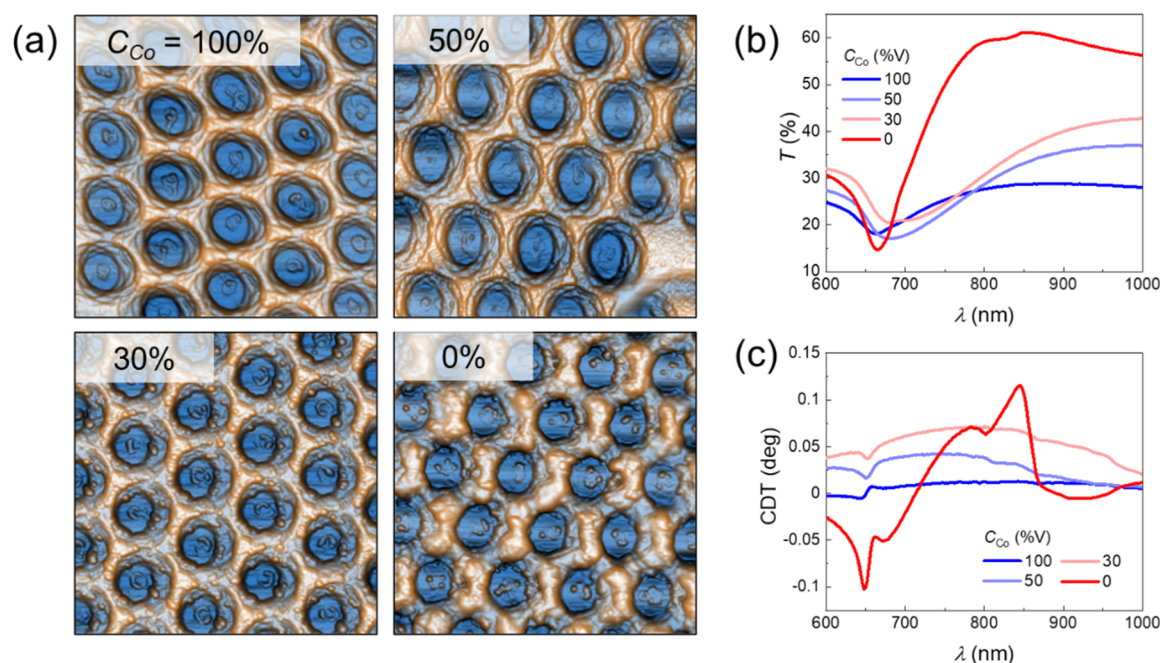 (a)
C_Co = 100%
50%
30%
0%
(b)
C_Co (%V)
100
50
30
0
T (%)
60
50
40
30
20
10
600 700 800 900 1000
λ (nm)
(c)
CDT (deg)
0.15
0.1
0.05
0
-0.05
-0.1
C_Co (%V)
100 30
50 0
600 700 800 900 1000
λ (nm)